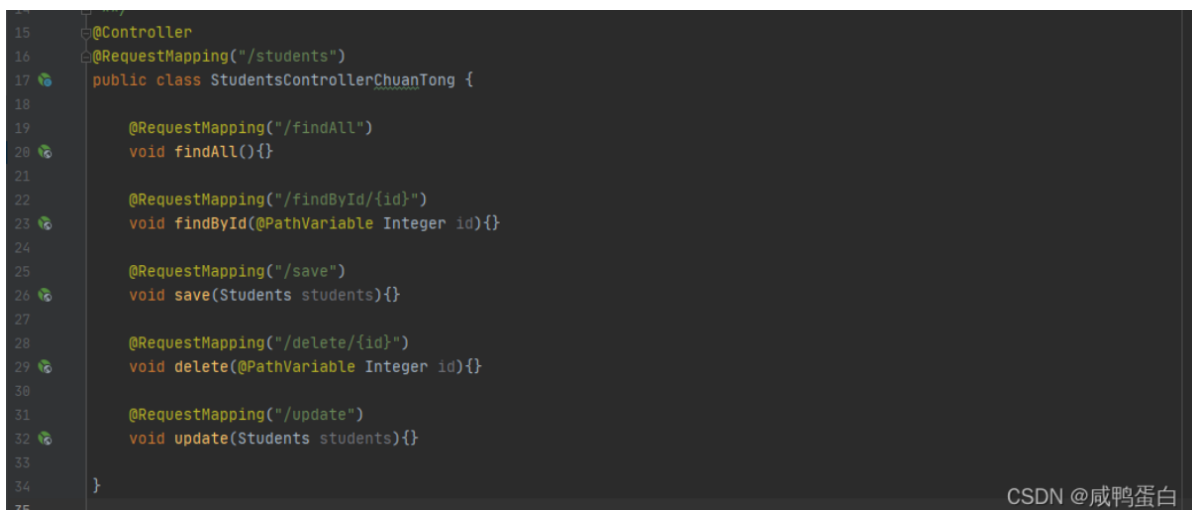 15 @Controller
16 @RequestMapping("/students")
17 public class StudentsControllerChuanTong {
18
19 @RequestMapping("/findAll")
20 void findAll(){}
21
22 @RequestMapping("/findById/{id}")
23 void findById(@PathVariable Integer id){}
24
25 @RequestMapping("/save")
26 void save(Students students){}
27
28 @RequestMapping("/delete/{id}")
29 void delete(@PathVariable Integer id){}
30
31 @RequestMapping("/update")
32 void update(Students students){}
33
34 }
35
CSDN @咸鸭蛋白